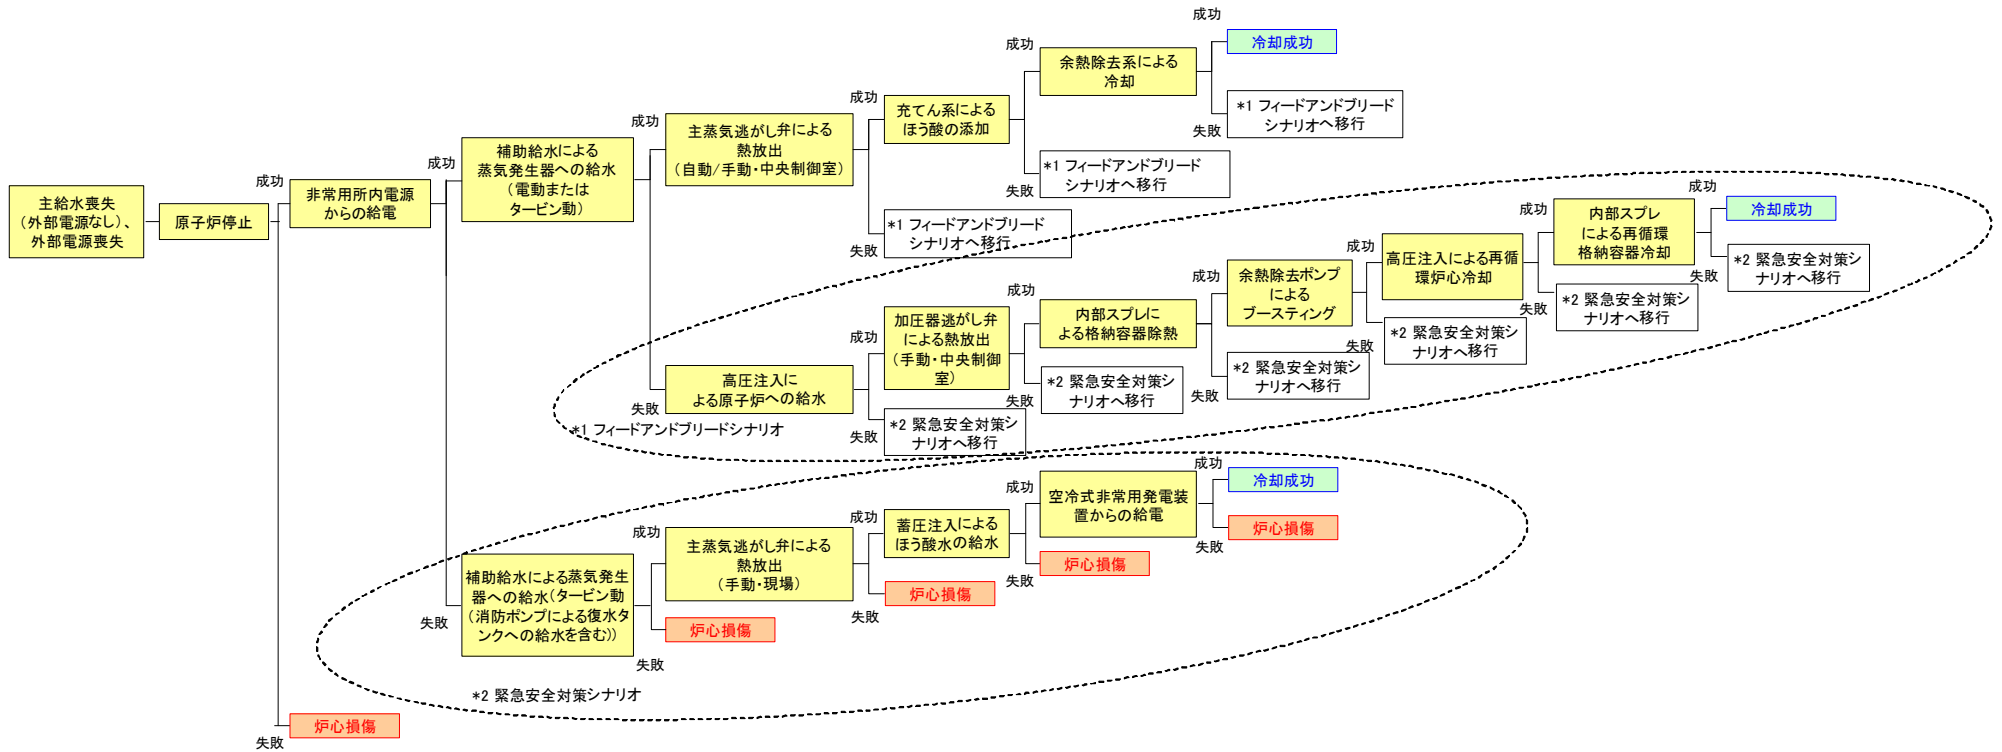 主給水喪失
（外部電源なし）、
外部電源喪失
原子炉停止
成功
失敗
炉心損傷
非常用所内電源
からの給電
成功
失敗
補助給水による
蒸気発生器への給水
（電動または
タービン動）
成功
失敗
主蒸気逃がし弁による
熱放出
（自動/手動・中央制御室）
成功
失敗
*1 フィードアンドブリード
シナリオへ移行
充てん系による
ほう酸の添加
成功
失敗
*1 フィードアンドブリード
シナリオへ移行
余熱除去系による
冷却
成功
冷却成功
失敗
*1 フィードアンドブリード
シナリオへ移行
高圧注入に
よる原子炉への給水
*1 フィードアンドブリードシナリオ
成功
失敗
*2 緊急安全対策シ
ナリオへ移行
加圧器逃がし弁
による熱放出
（手動・中央制御
室）
成功
失敗
*2 緊急安全対策シ
ナリオへ移行
内部スプレに
よる格納容器除熱
成功
失敗
*2 緊急安全対策シ
ナリオへ移行
余熱除去ポンプ
による
ブースティング
成功
失敗
*2 緊急安全対策シ
ナリオへ移行
高圧注入による再循
環炉心冷却
成功
失敗
*2 緊急安全対策シ
ナリオへ移行
内部スプレ
による再循環
格納容器冷却
成功
冷却成功
失敗
*2 緊急安全対策シ
ナリオへ移行
補助給水による蒸気発生
器への給水（タービン動
（消防ポンプによる復水タ
ンクへの給水を含む））
成功
失敗
炉心損傷
主蒸気逃がし弁による
熱放出
（手動・現場）
成功
失敗
炉心損傷
蓄圧注入による
ほう酸水の給水
成功
失敗
炉心損傷
空冷式非常用発電装
置からの給電
成功
冷却成功
失敗
炉心損傷
*2 緊急安全対策シナリオ